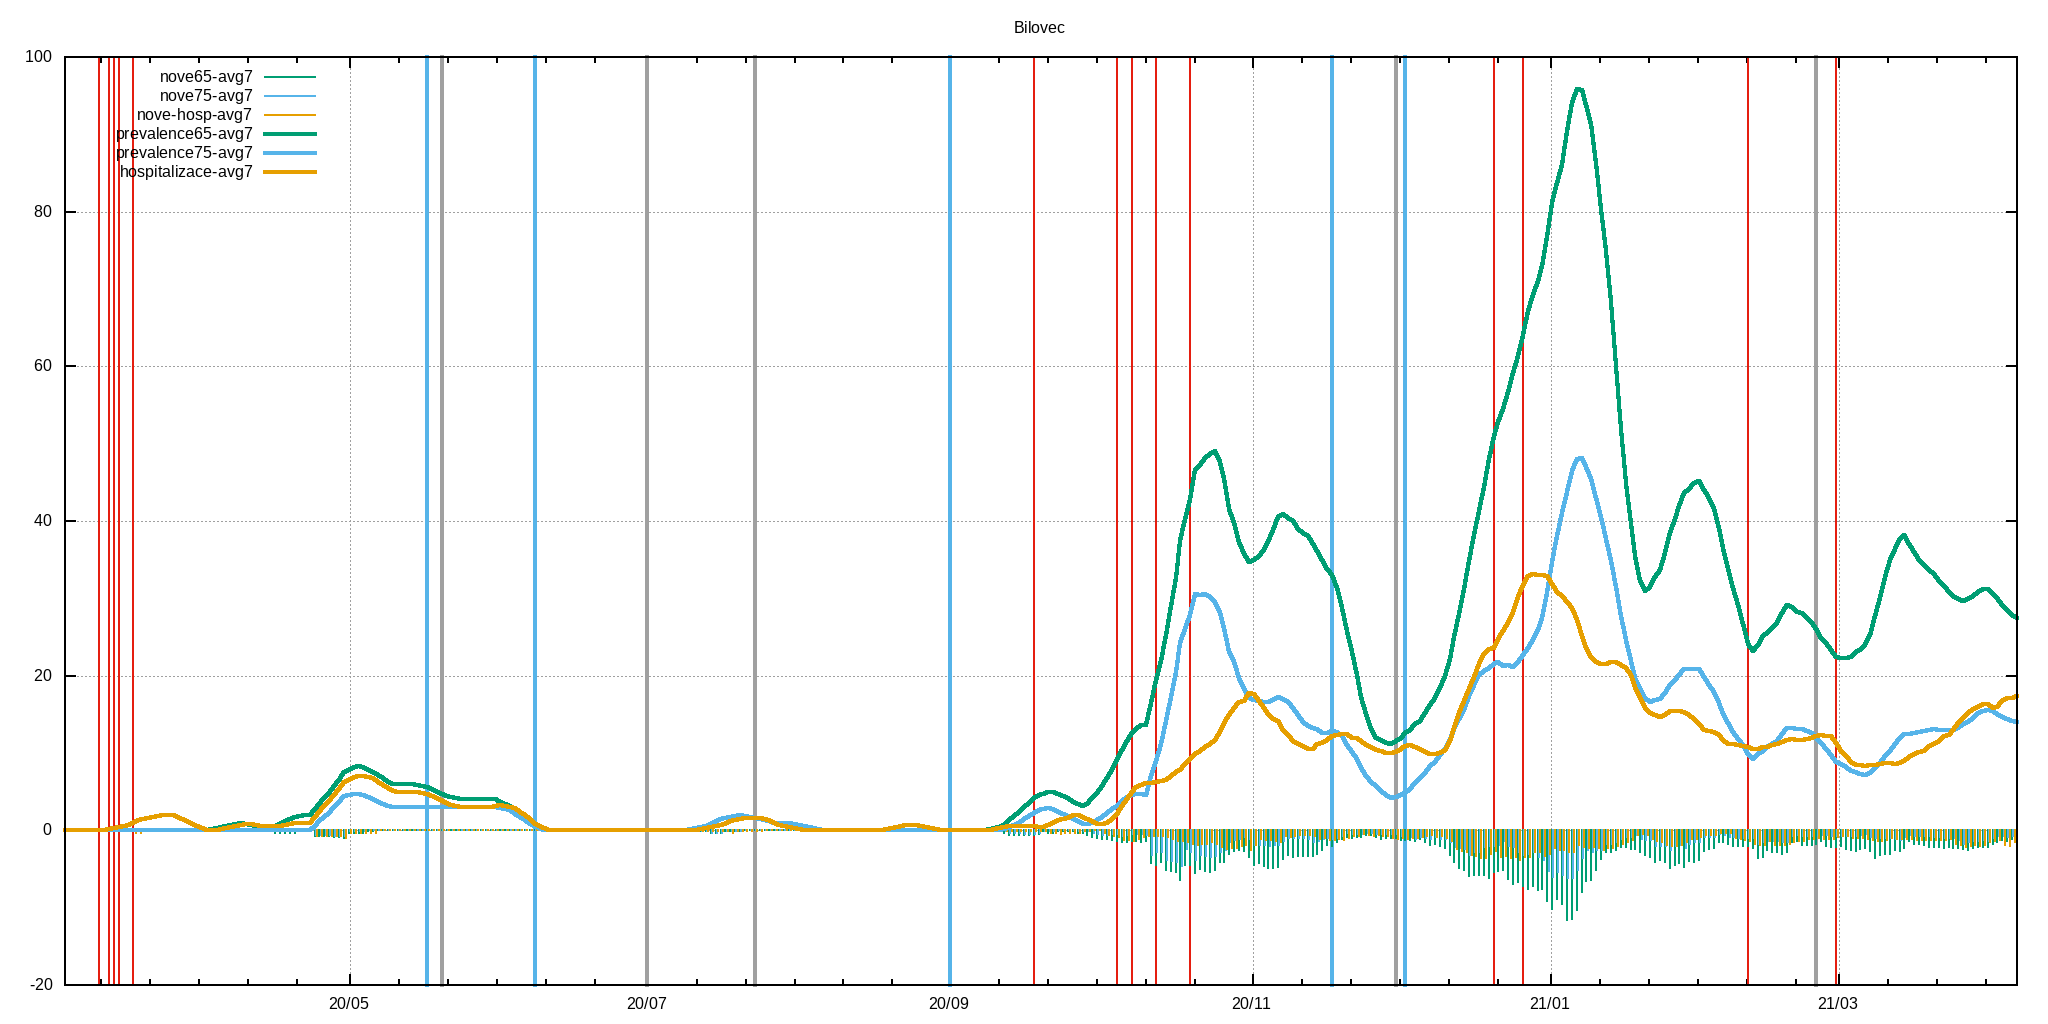 Bilovec
100
80
60
40
20
0
-20
nove65-avg7
nove75-avg7
nove-hosp-avg7
prevalence65-avg7
prevalence75-avg7
hospitalizace-avg7
20/05
20/07
20/09
20/11
21/01
21/03